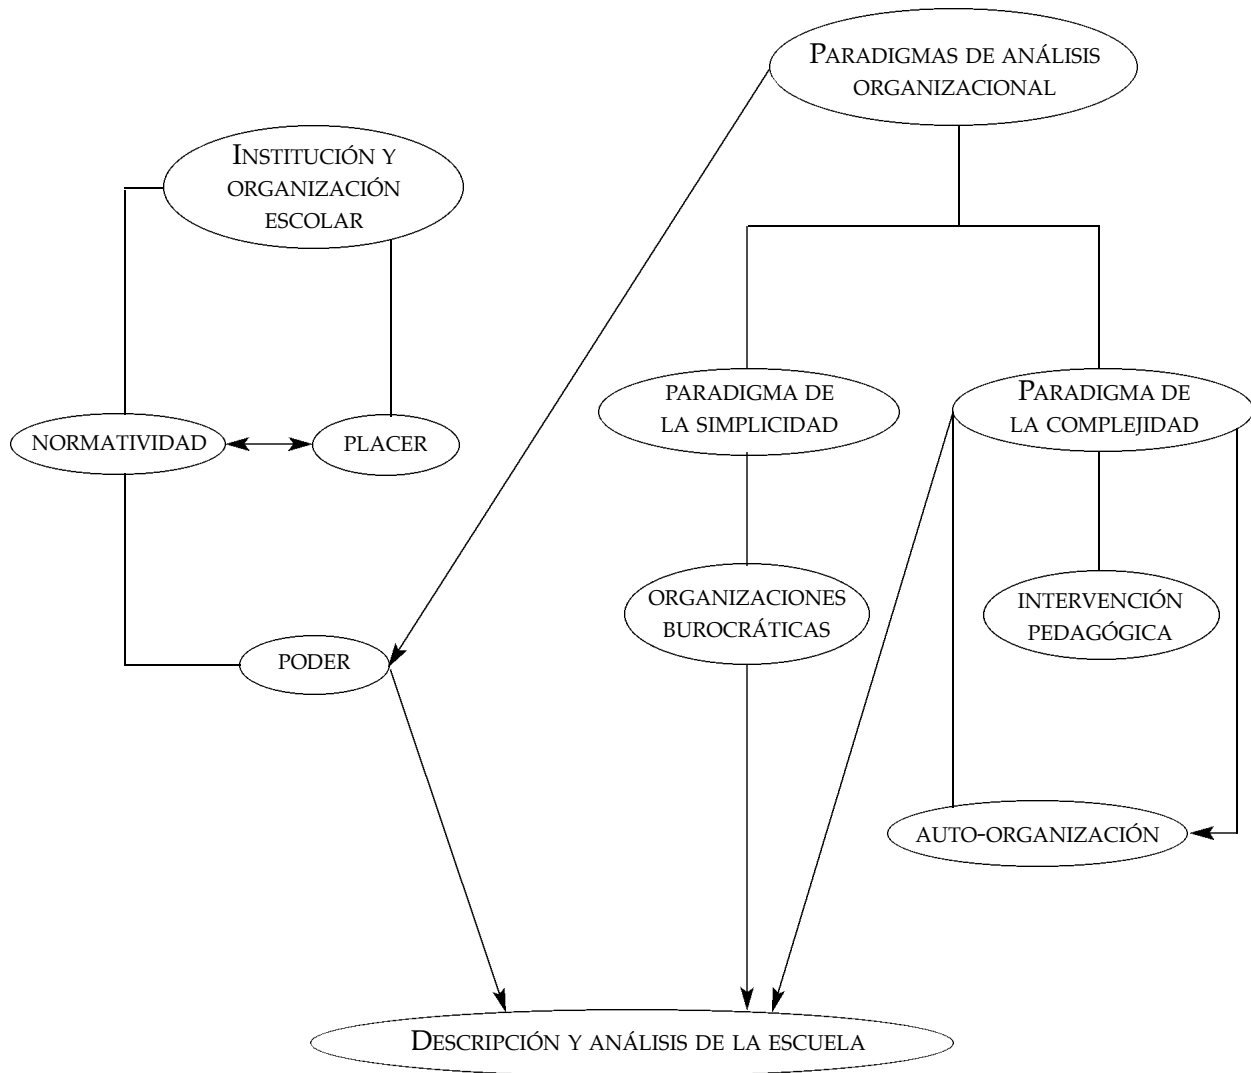 PARADIGMAS DE ANÁLISIS
ORGANIZACIONAL
INSTITUCIÓN Y
ORGANIZACIÓN
ESCOLAR
PARADIGMA DE
LA SIMPLICIDAD
PARADIGMA DE
LA COMPLEJIDAD
NORMATIVIDAD
PLACER
ORGANIZACIONES
BUROCRÁTICAS
INTERVENCIÓN
PEDAGÓGICA
PODER
AUTO-ORGANIZACIÓN
DESCRIPCIÓN Y ANÁLISIS DE LA ESCUELA